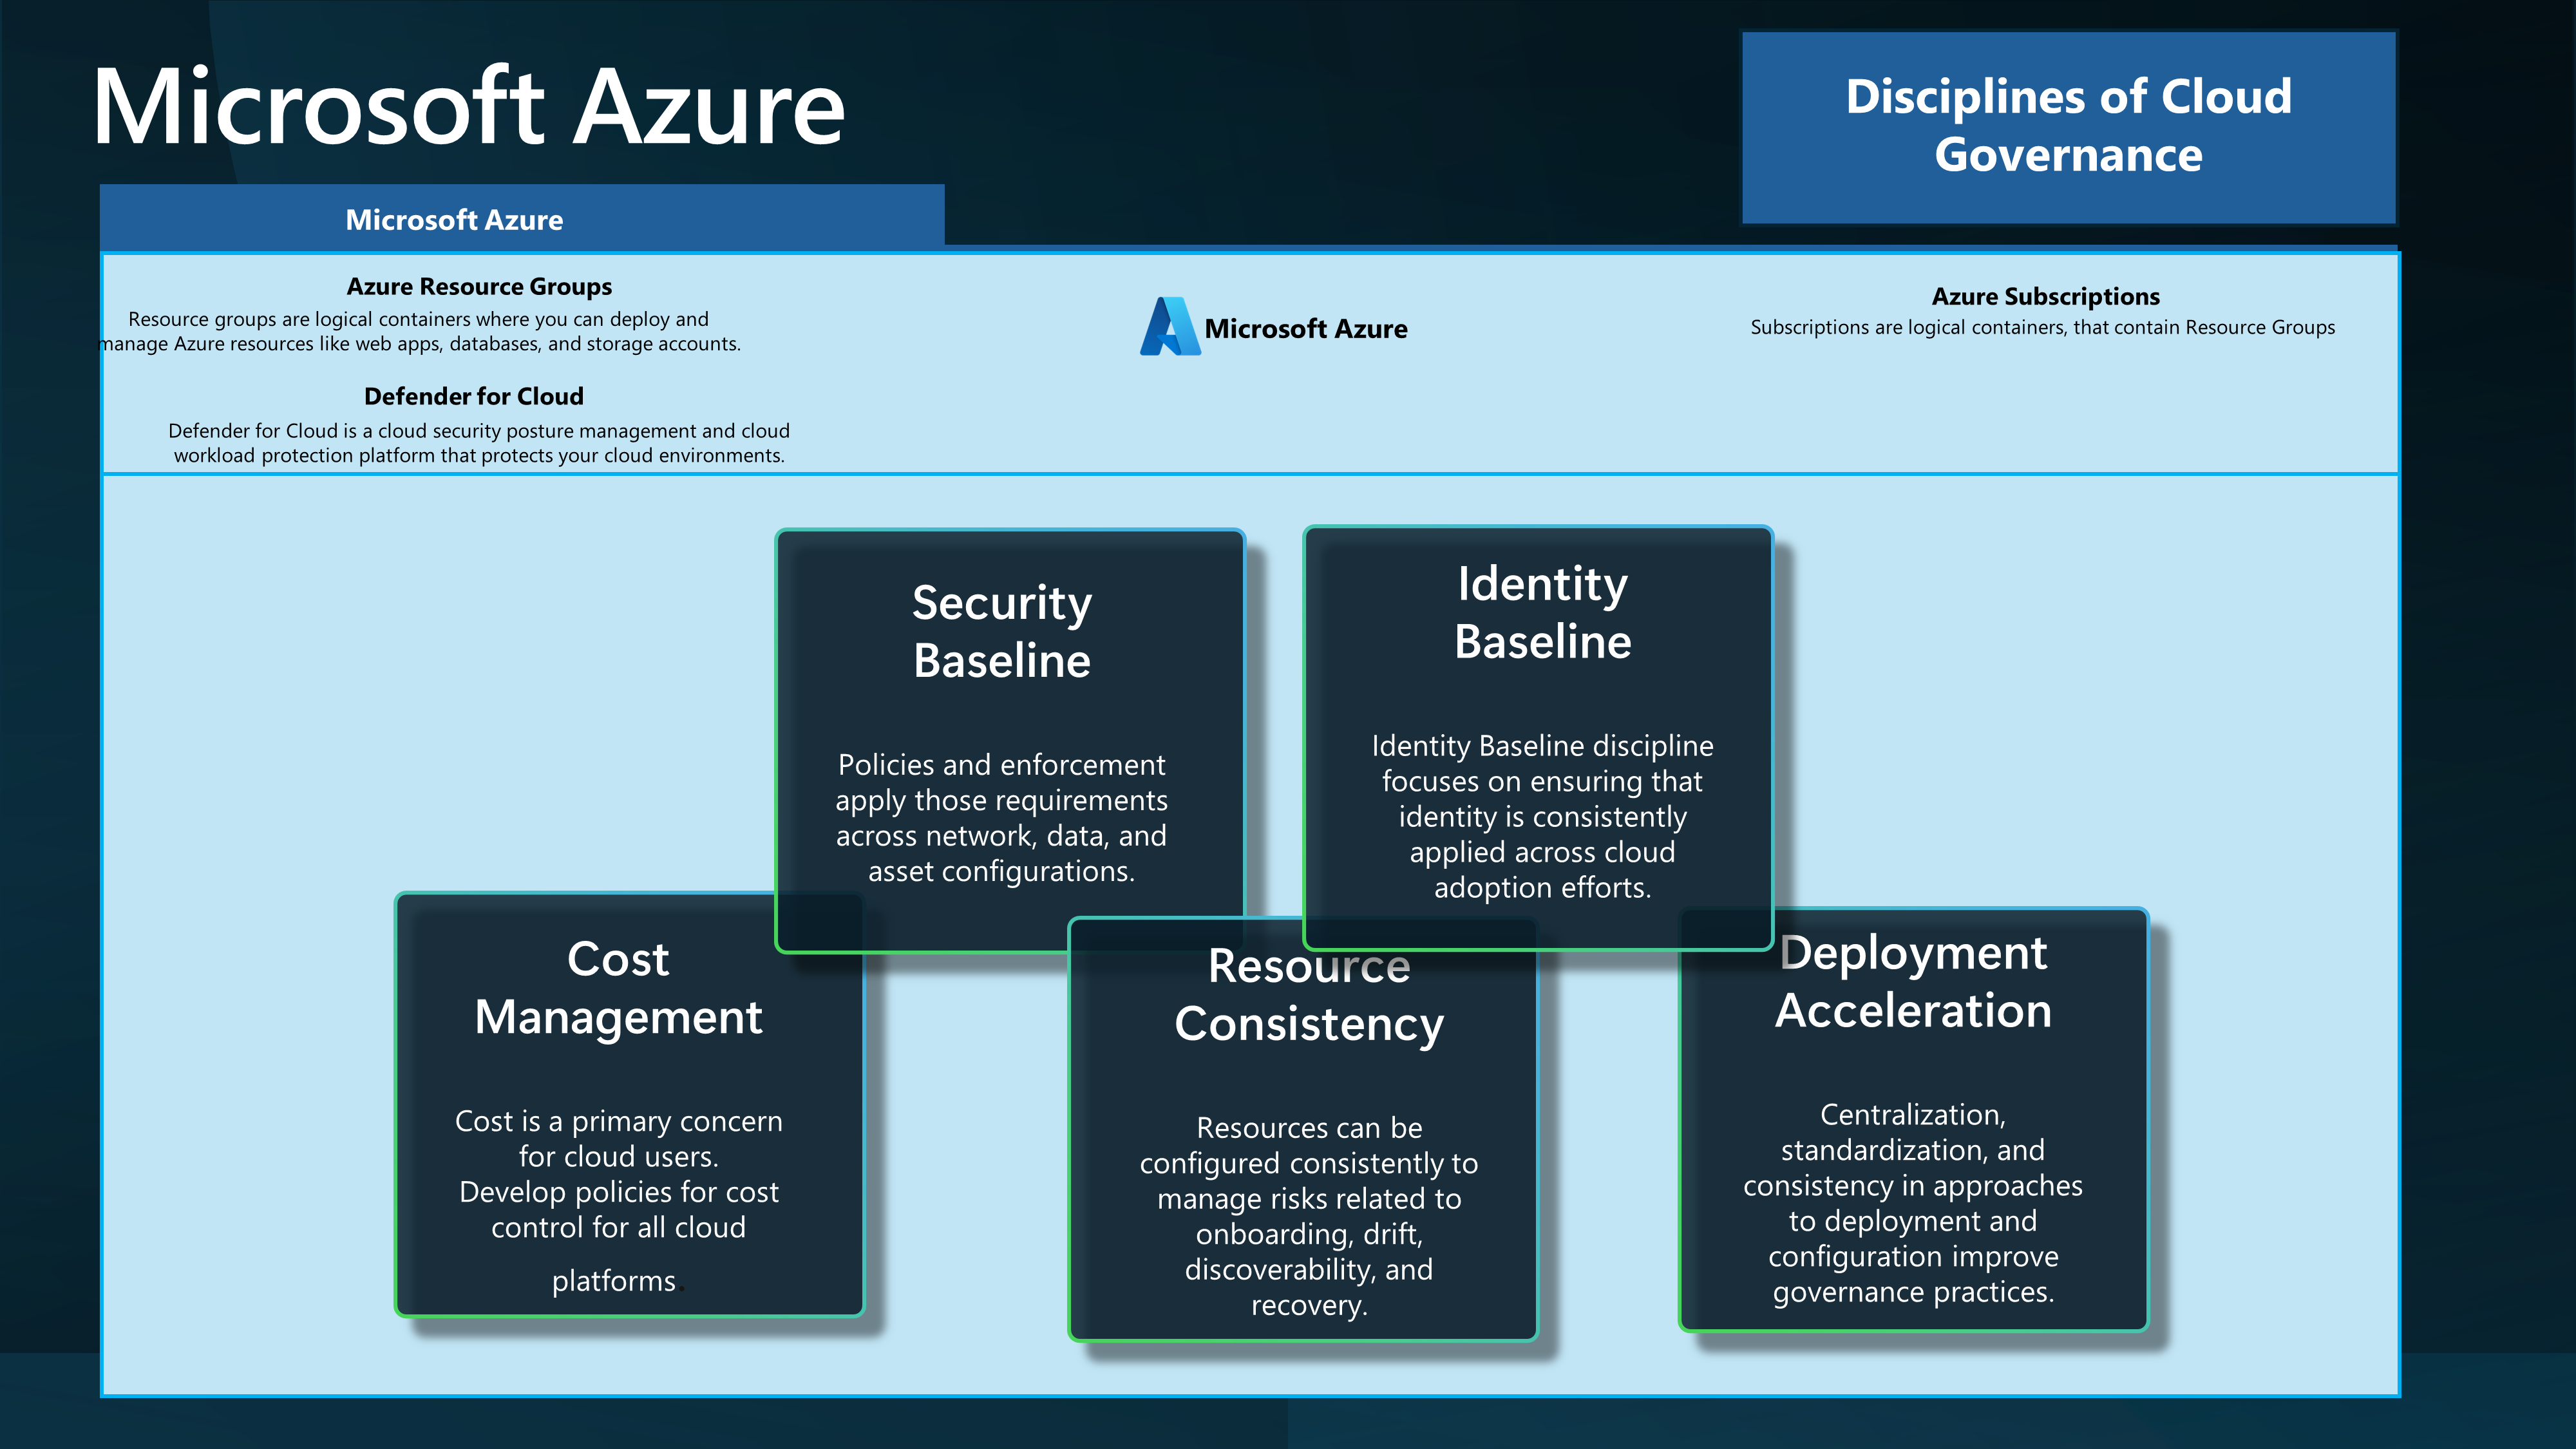 Microsoft Azure
Disciplines of Cloud
Governance
Microsoft Azure
Azure Resource Groups
Resource groups are logical containers where you can deploy and
manage Azure resources like web apps, databases, and storage accounts.
Defender for Cloud
Defender for Cloud is a cloud security posture management and cloud
workload protection platform that protects your cloud environments.
Microsoft Azure
Azure Subscriptions
Subscriptions are logical containers, that contain Resource Groups
Security
Baseline
Policies and enforcement
apply those requirements
across network, data, and
asset configurations.
Identity
Baseline
Identity Baseline discipline
focuses on ensuring that
identity is consistently
applied across cloud
adoption efforts.
Cost
Management
Cost is a primary concern
for cloud users.
Develop policies for cost
control for all cloud
platforms.
Resource
Consistency
Resources can be
configured consistently to
manage risks related to
onboarding, drift,
discoverability, and
recovery.
Deployment
Acceleration
Centralization,
standardization, and
consistency in approaches
to deployment and
configuration improve
governance practices.